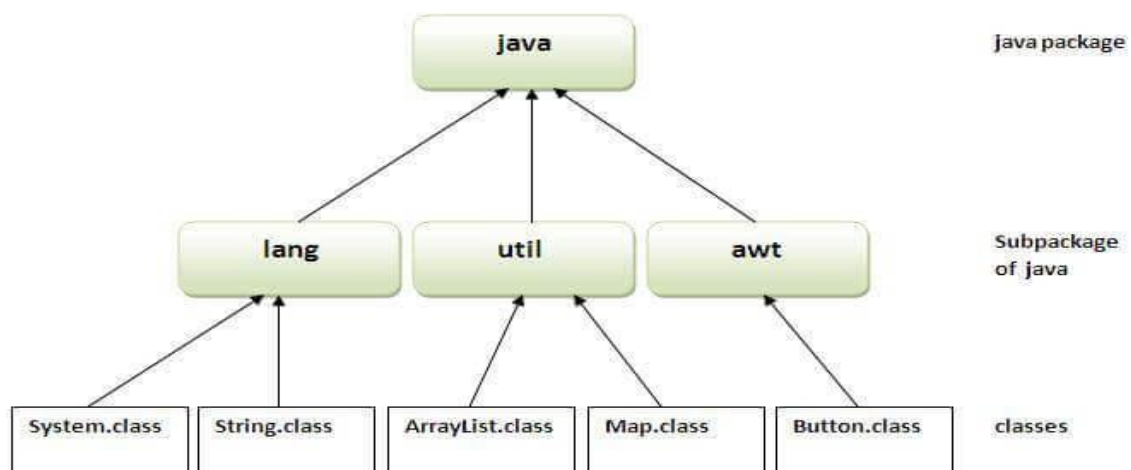 java
java package
lang
util
awt
Subpackage
of java
System.class
String.class
ArrayList.class
Map.class
Button.class
classes